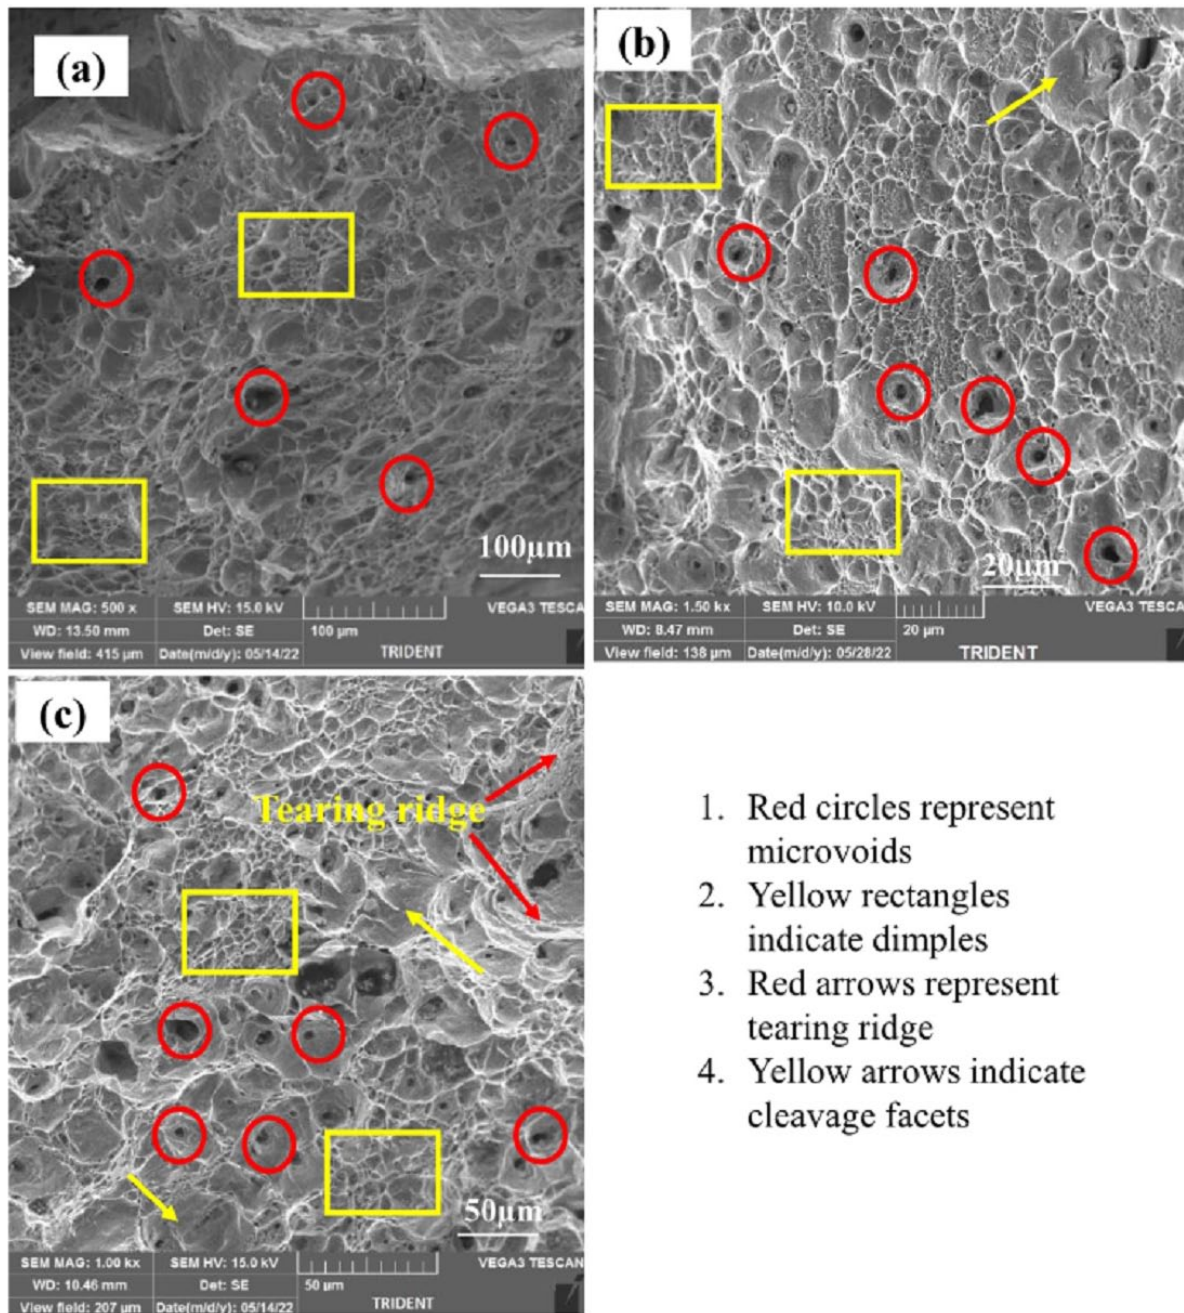 (a)
100µm
SEM MAG: 500 x
SEM HV: 15.0 kV
VEGA3 TESCA
WD: 13.50 mm
Det: SE
100 µm
View field: 415 µm
Date(m/d/y): 05/14/22
TRIDENT
(b)
20µm
SEM MAG: 1.50 kx
SEM HV: 10.0 kV
VEGA3 TESCA
WD: 8.47 mm
Det: SE
20 µm
View field: 138 µm
Date(m/d/y): 05/28/22
TRIDENT
(c)
Tearing ridge
50µm
SEM MAG: 1.00 kx
SEM HV: 15.0 kV
VEGA3 TESCAN
WD: 10.46 mm
Det: SE
50 µm
View field: 207 µm
Date(m/d/y): 05/14/22
TRIDENT
1. Red circles represent
microvoids
2. Yellow rectangles
indicate dimples
3. Red arrows represent
tearing ridge
4. Yellow arrows indicate
cleavage facets